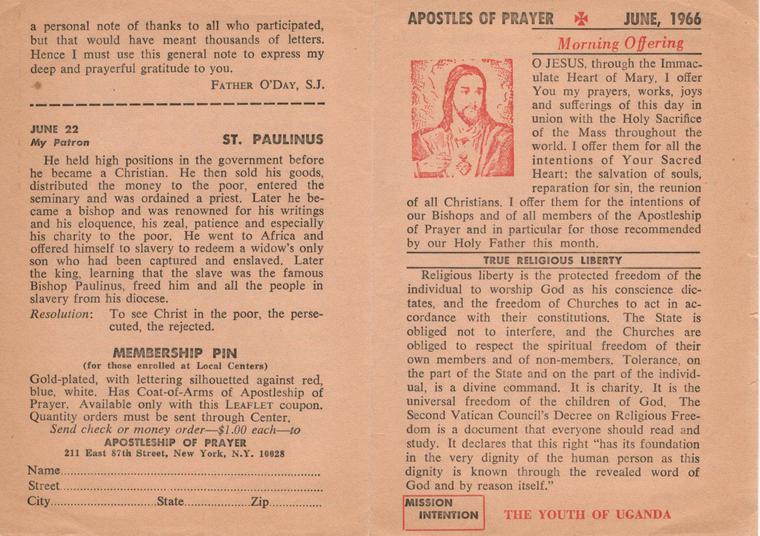 a personal note of thanks to all who participated,
but that would have meant thousands of letters.
Hence I must use this general note to express my
deep and prayerful gratitude to you.
FATHER O'DAY, S.J.
JUNE 22
My Patron ST. PAULINUS
He held high positions in the government before
he became a Christian. He then sold his goods,
distributed the money to the poor, entered the
seminary and was ordained a priest. Later he be-
came a bishop and was renowned for his writings
and his eloquence, his zeal, patience and especially
his charity to the poor. He went to Africa and
offered himself to slavery to redeem a widow's only
son who had been captured and enslaved. Later
the king, learning that the slave was the famous
Bishop Paulinus, freed him and all the people in
slavery from his diocese.
Resolution: To see Christ in the poor, the perse-
cuted, the rejected.
MEMBERSHIP PIN
(for those enrolled at Local Centers)
Gold-plated, with lettering silhouetted against red,
blue, white. Has Coat-of-Arms of Apostleship of
Prayer. Available only with this LEAFLET coupon.
Quantity orders must be sent through Center.
Send check or money order—$1.00 each—to
APOSTLESHIP OF PRAYER
211 East 87th Street, New York, N.Y. 10028
Name
Street
City State Zip
APOSTLES OF PRAYER JUNE, 1966
Morning Offering
O JESUS, through the Immac-
ulate Heart of Mary, I offer
You my prayers, works, joys
and sufferings of this day in
union with the Holy Sacrifice
of the Mass throughout the
world. I offer them for all the
intentions of Your Sacred
Heart: the salvation of souls,
reparation for sin, the reunion
of all Christians. I offer them for the intentions of
our Bishops and of all members of the Apostleship
of Prayer and in particular for those recommended
by our Holy Father this month.
TRUE RELIGIOUS LIBERTY
Religious liberty is the protected freedom of the
individual to worship God as his conscience dic-
tates, and the freedom of Churches to act in ac-
cordance with their constitutions. The State is
obliged not to interfere, and the Churches are
obliged to respect the spiritual freedom of their
own members and of non-members. Tolerance, on
the part of the State and on the part of the individ-
ual, is a divine command. It is charity. It is the
universal freedom of the children of God. The
Second Vatican Council's Decree on Religious Free-
dom is a document that everyone should read and
study. It declares that this right "has its foundation
in the very dignity of the human person as this
dignity is known through the revealed word of
God and by reason itself."
MISSION
INTENTION THE YOUTH OF UGANDA